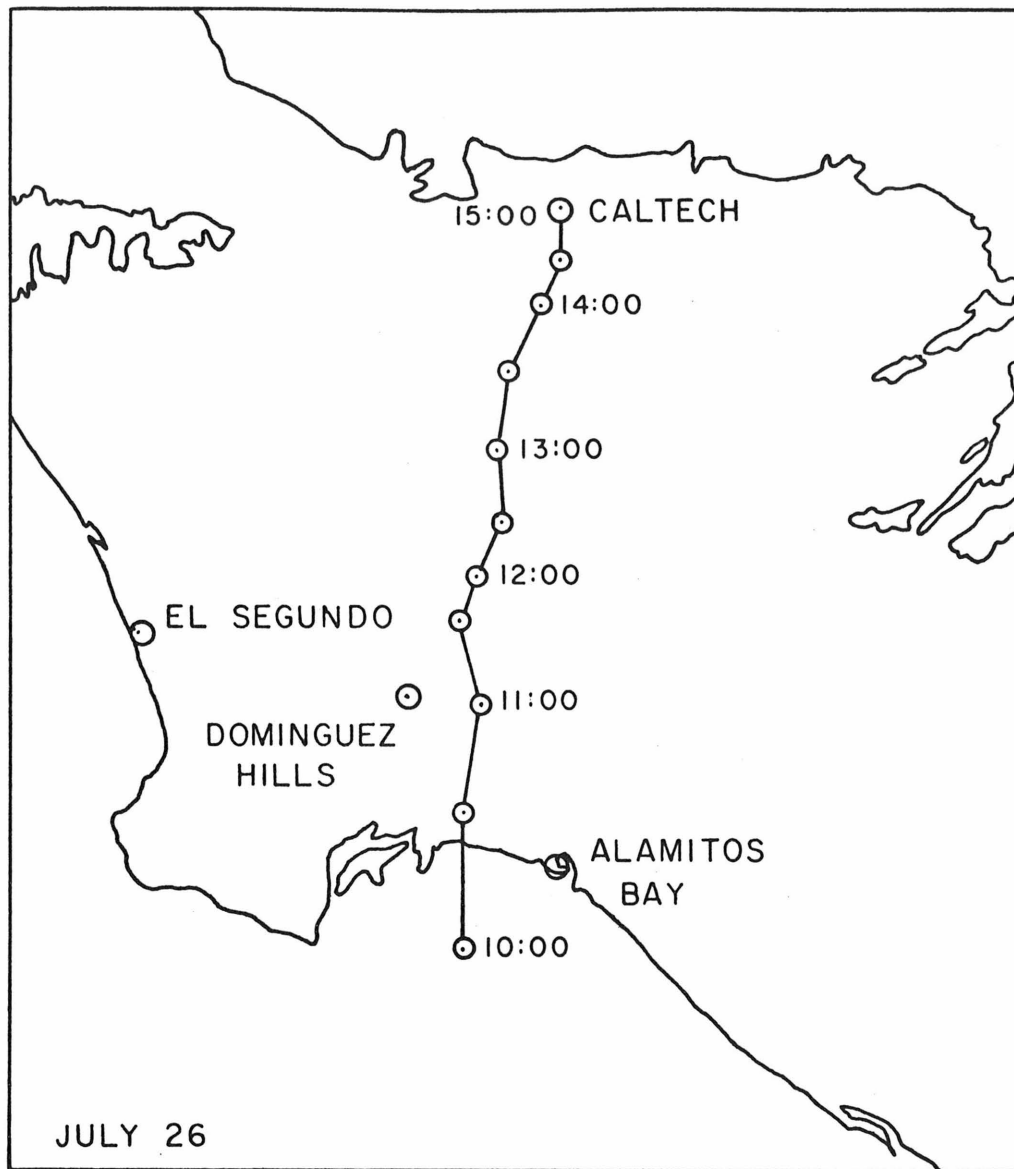 15:00 CALTECH
14:00
13:00
12:00
EL SEGUNDO
11:00
DOMINGUEZ
HILLS
ALAMITOS
BAY
10:00
JULY 26